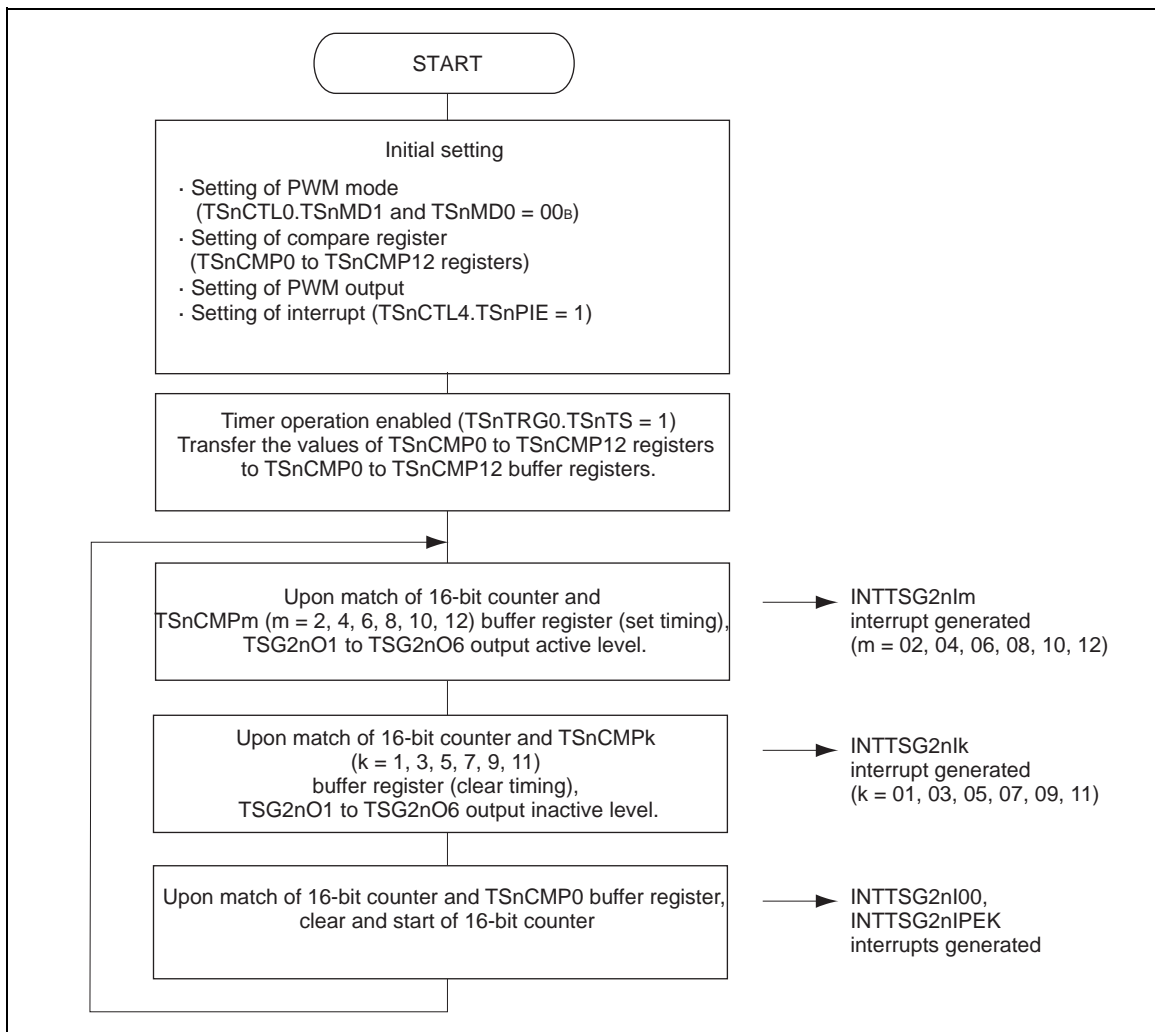 START
Initial setting
· Setting of PWM mode
(TSnCTL0.TSnMD1 and TSnMD0 = 00B)
· Setting of compare register
(TSnCMP0 to TSnCMP12 registers)
· Setting of PWM output
· Setting of interrupt (TSnCTL4.TSnPIE = 1)
Timer operation enabled (TSnTRG0.TSnTS = 1)
Transfer the values of TSnCMP0 to TSnCMP12 registers
to TSnCMP0 to TSnCMP12 buffer registers.
Upon match of 16-bit counter and
TSnCMPm (m = 2, 4, 6, 8, 10, 12) buffer register (set timing),
TSG2nO1 to TSG2nO6 output active level.
INTTSG2nIm
interrupt generated
(m = 02, 04, 06, 08, 10, 12)
Upon match of 16-bit counter and TSnCMPk
(k = 1, 3, 5, 7, 9, 11)
buffer register (clear timing),
TSG2nO1 to TSG2nO6 output inactive level.
INTTSG2nIk
interrupt generated
(k = 01, 03, 05, 07, 09, 11)
Upon match of 16-bit counter and TSnCMP0 buffer register,
clear and start of 16-bit counter
INTTSG2nI00,
INTTSG2nIPEK
interrupts generated